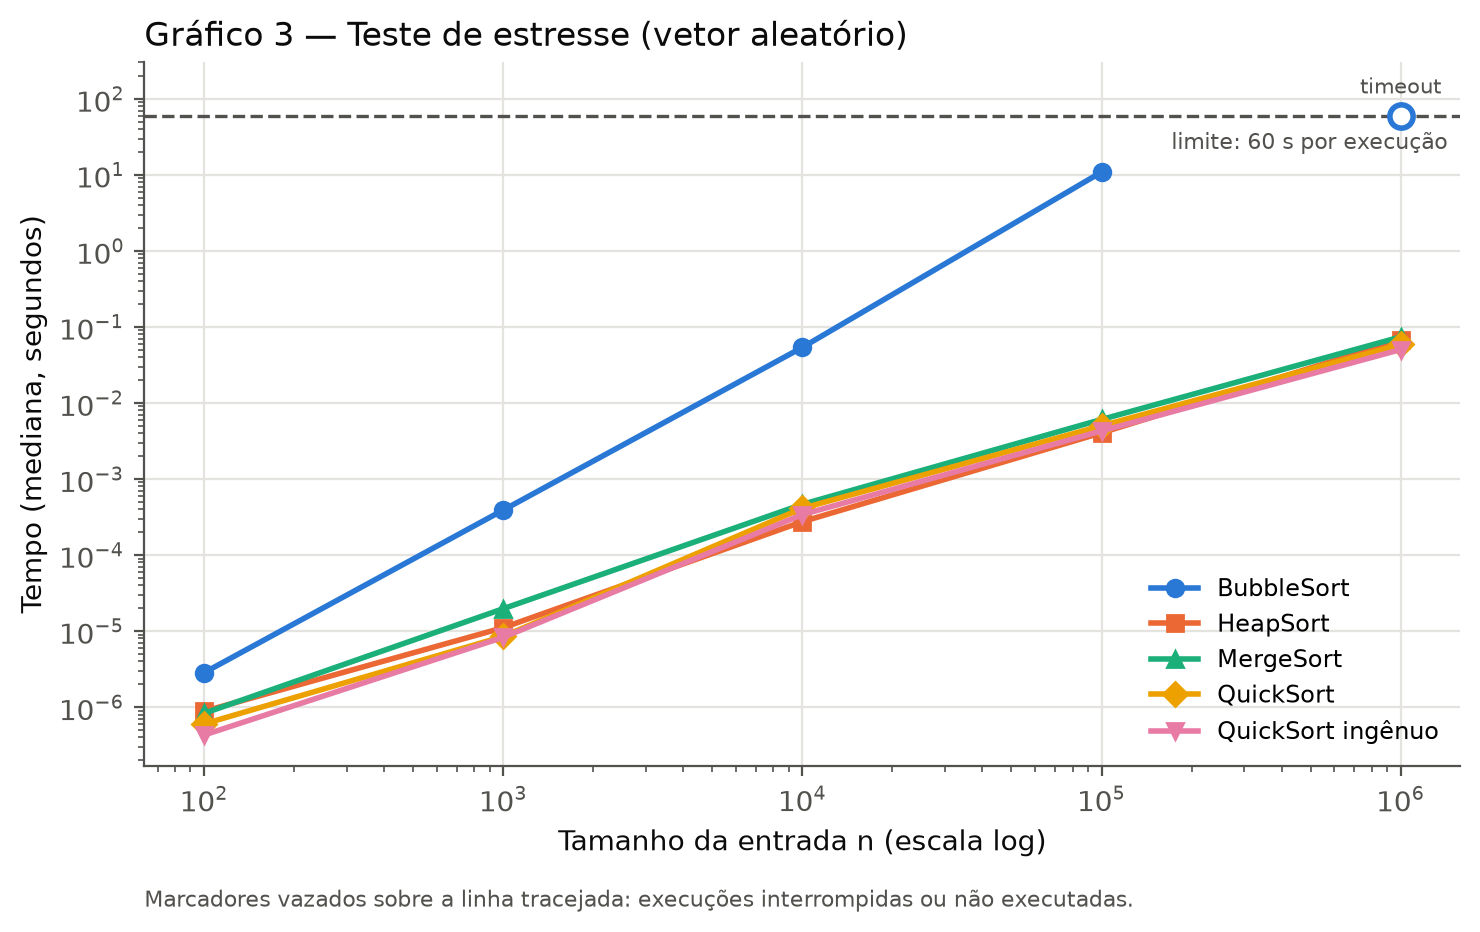 Gráfico 3 — Teste de estresse (vetor aleatório)
timeout
limite: 60 s por execução
Tempo (mediana, segundos)
10²
10¹
10⁰
10⁻¹
10⁻²
10⁻³
10⁻⁴
10⁻⁵
10⁻⁶
BubbleSort
HeapSort
MergeSort
QuickSort
QuickSort ingênuo
10² 10³ 10⁴ 10⁵ 10⁶
Tamanho da entrada n (escala log)
Marcadores vazados sobre a linha tracejada: execuções interrompidas ou não executadas.